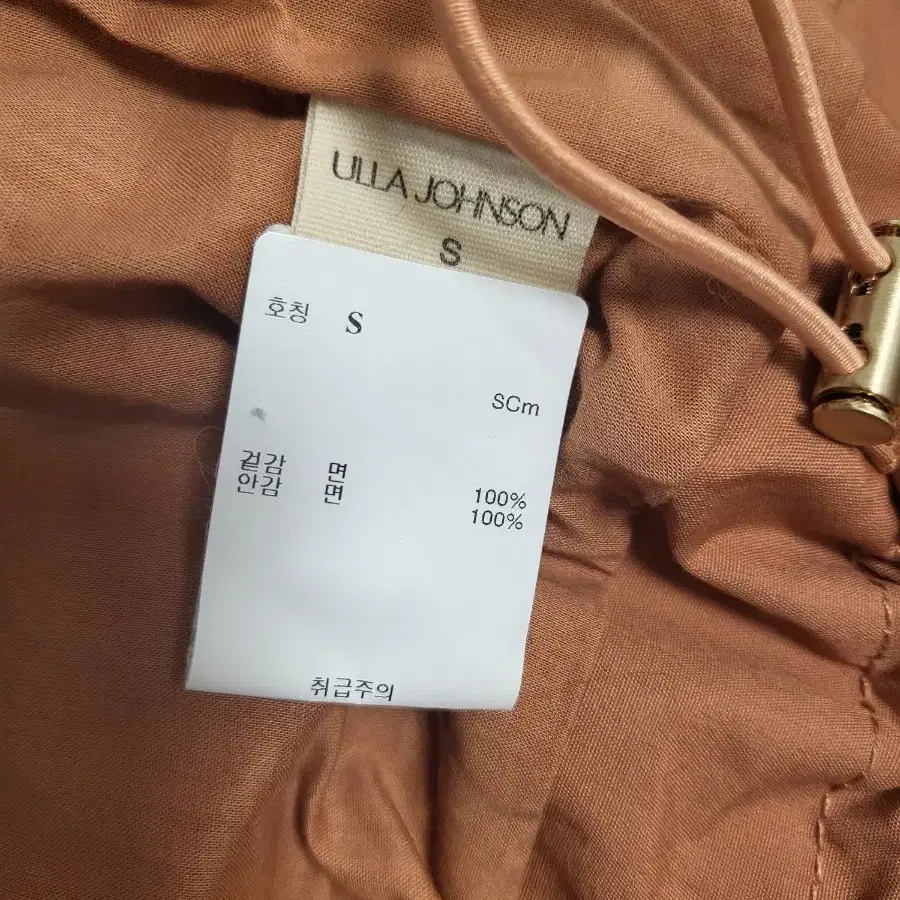 ULLA JOHNSON
S
호칭 S
SCm
겉감 면 100%
안감 면 100%
취급주의